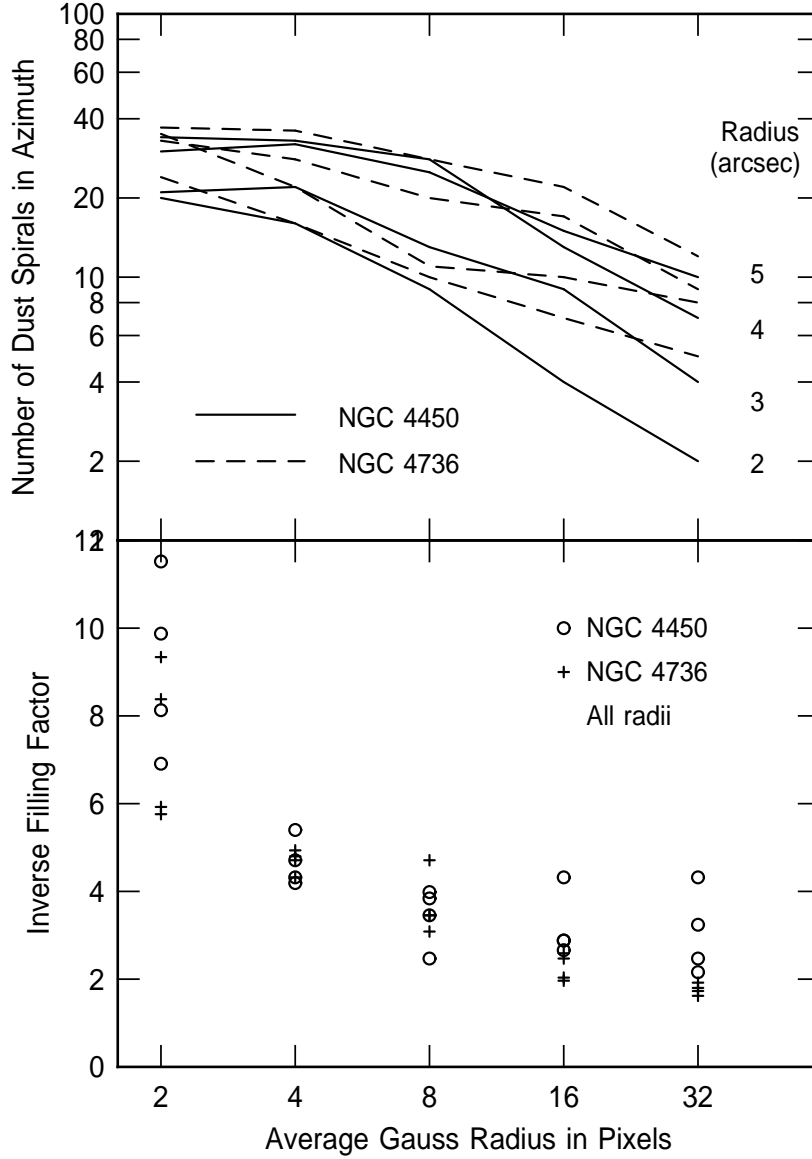 Number of Dust Spirals in Azimuth
100
80
60
40
20
10
8
6
4
2
1
Radius
(arcsec)
5
4
3
2
NGC 4450
NGC 4736
Inverse Filling Factor
12
10
8
6
4
2
0
NGC 4450
NGC 4736
All radii
2 4 8 16 32
Average Gauss Radius in Pixels